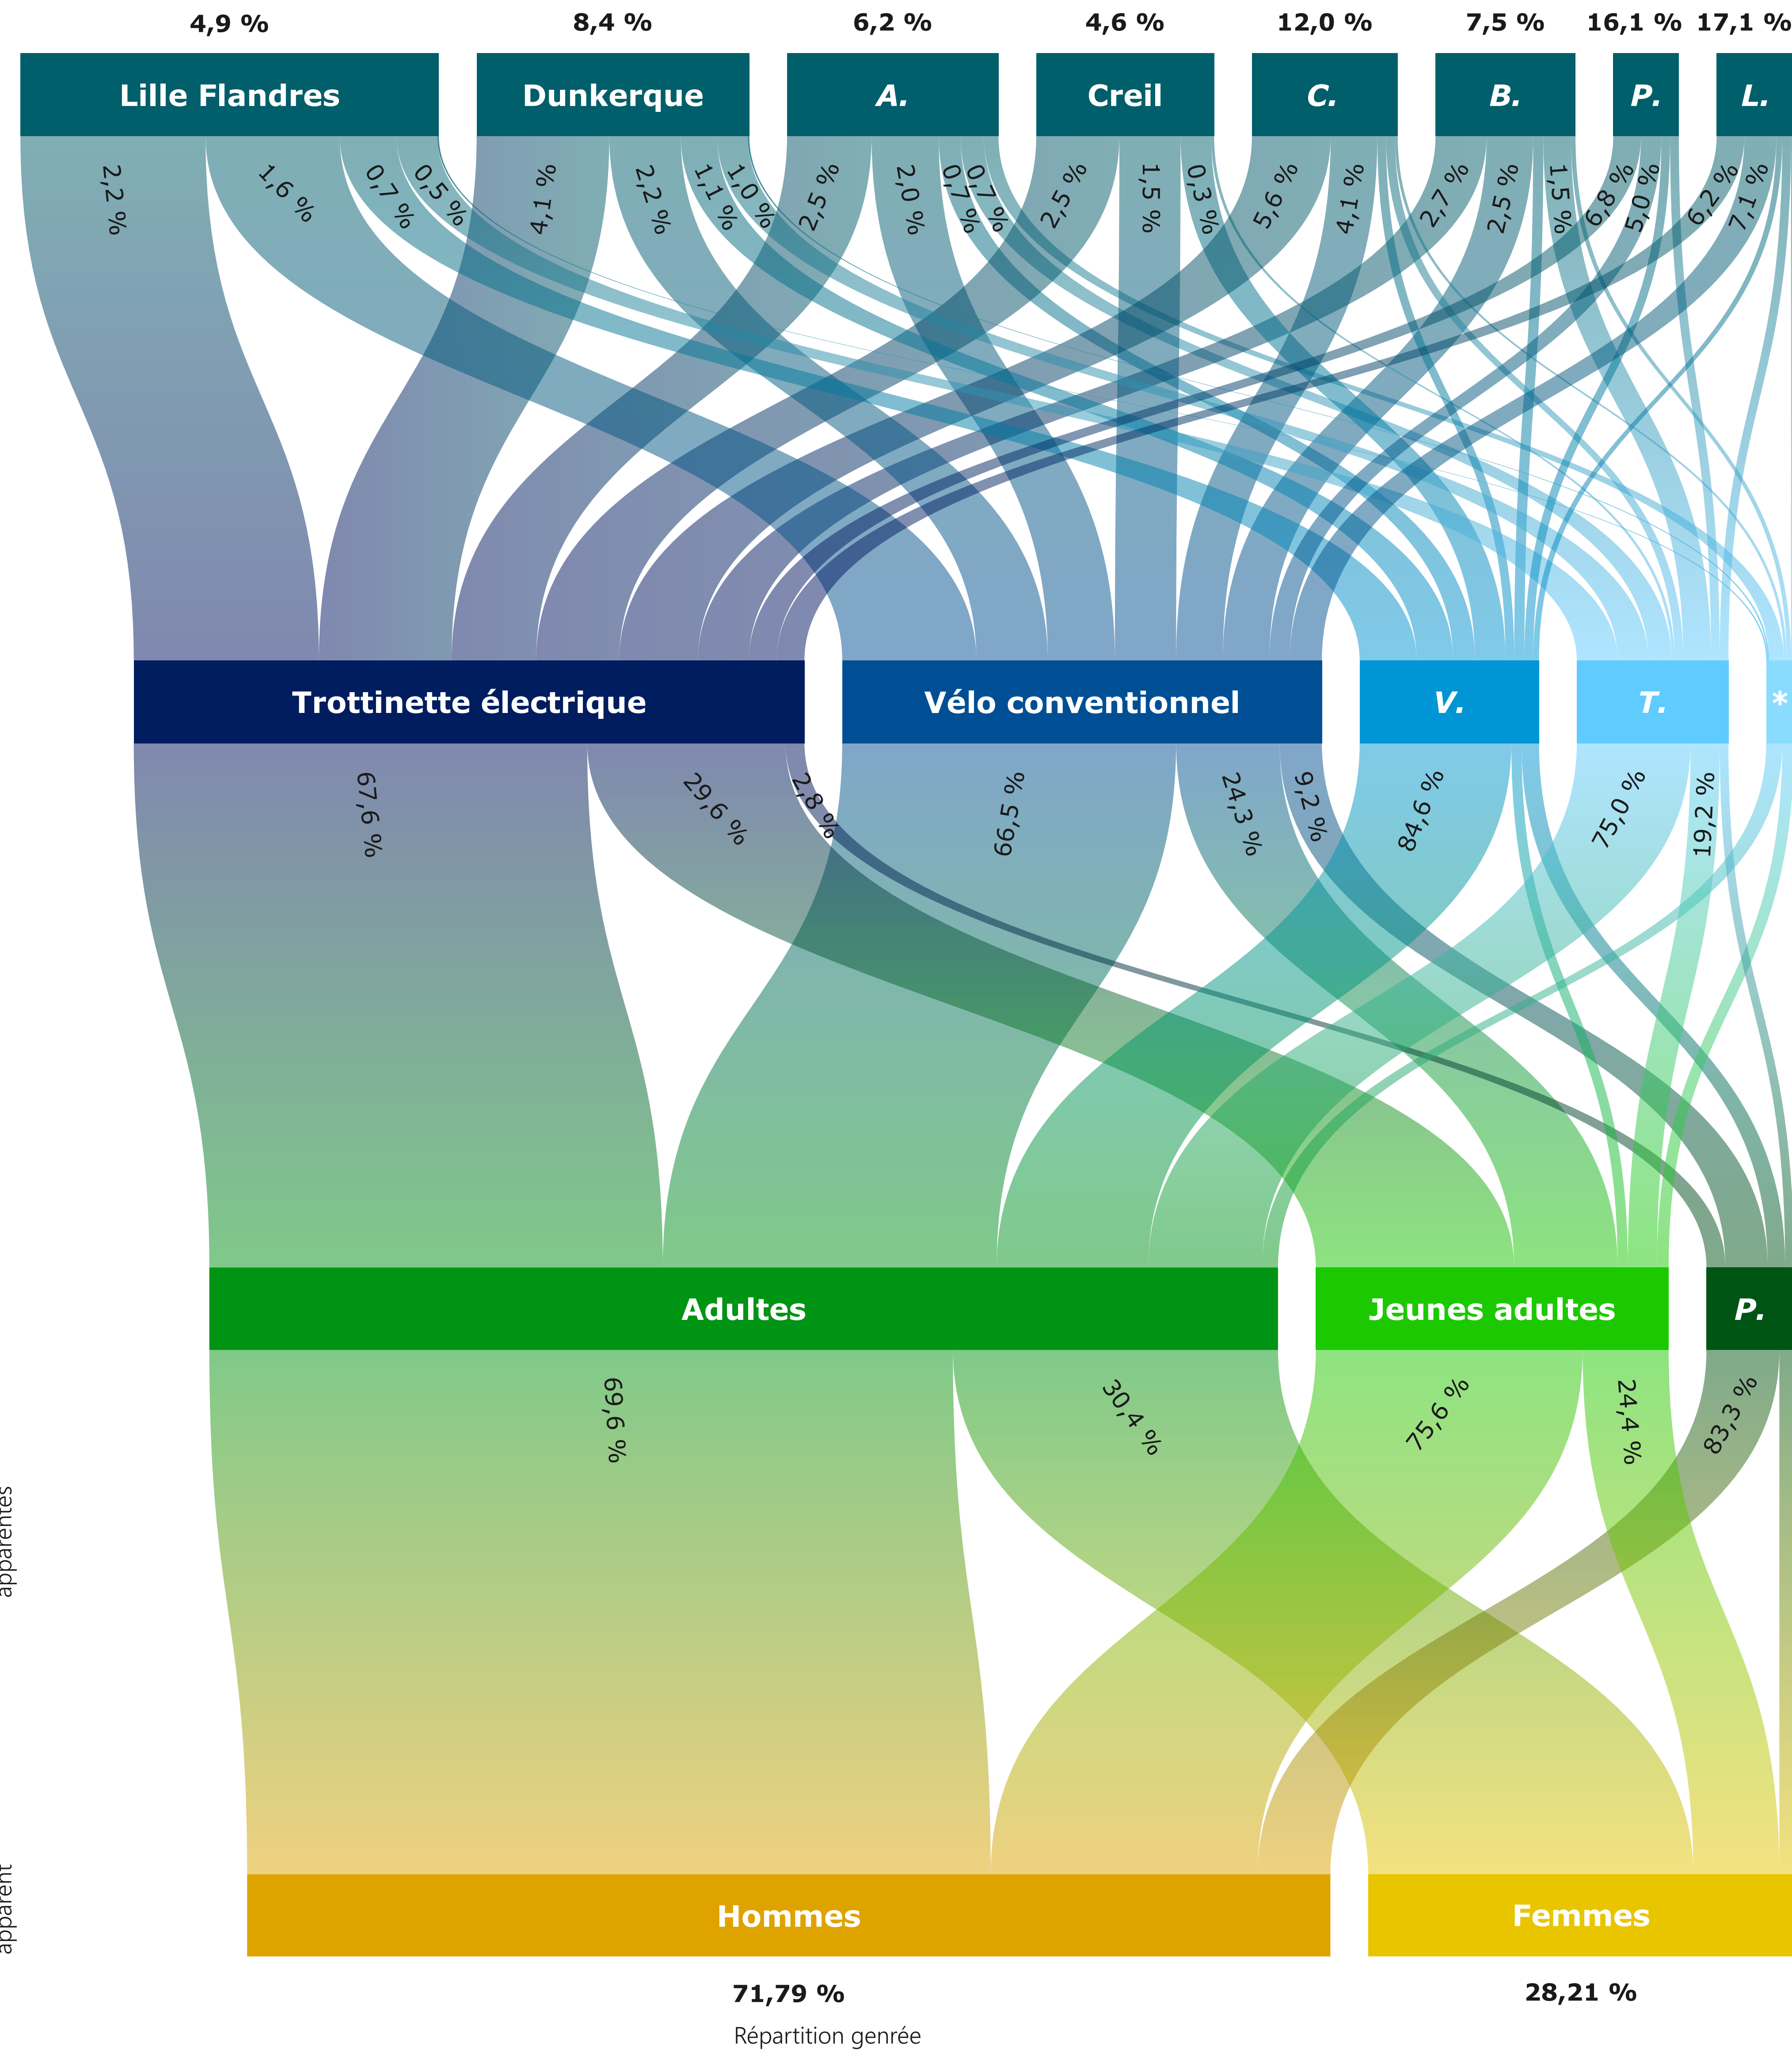 4,9 %
8,4 %
6,2 %
4,6 %
12,0 %
7,5 %
16,1 %
17,1 %
Lille Flandres
Dunkerque
A.
Creil
C.
B.
P.
L.
2,2 %
1,6 %
0,7 %
0,5 %
4,1 %
2,2 %
1,1 %
1,0 %
2,5 %
2,0 %
0,7 %
0,7 %
2,5 %
1,5 %
0,3 %
5,6 %
4,1 %
2,7 %
2,5 %
1,5 %
6,8 %
5,0 %
6,2 %
7,1 %
Trottinette électrique
Vélo conventionnel
V.
T.
*
67,6 %
29,6 %
2,8 %
66,5 %
24,3 %
9,2 %
84,6 %
75,0 %
19,2 %
Adultes
Jeunes adultes
P.
69,6 %
30,4 %
75,6 %
24,4 %
83,3 %
apparentes
apparent
Hommes
Femmes
71,79 %
28,21 %
Répartition genrée